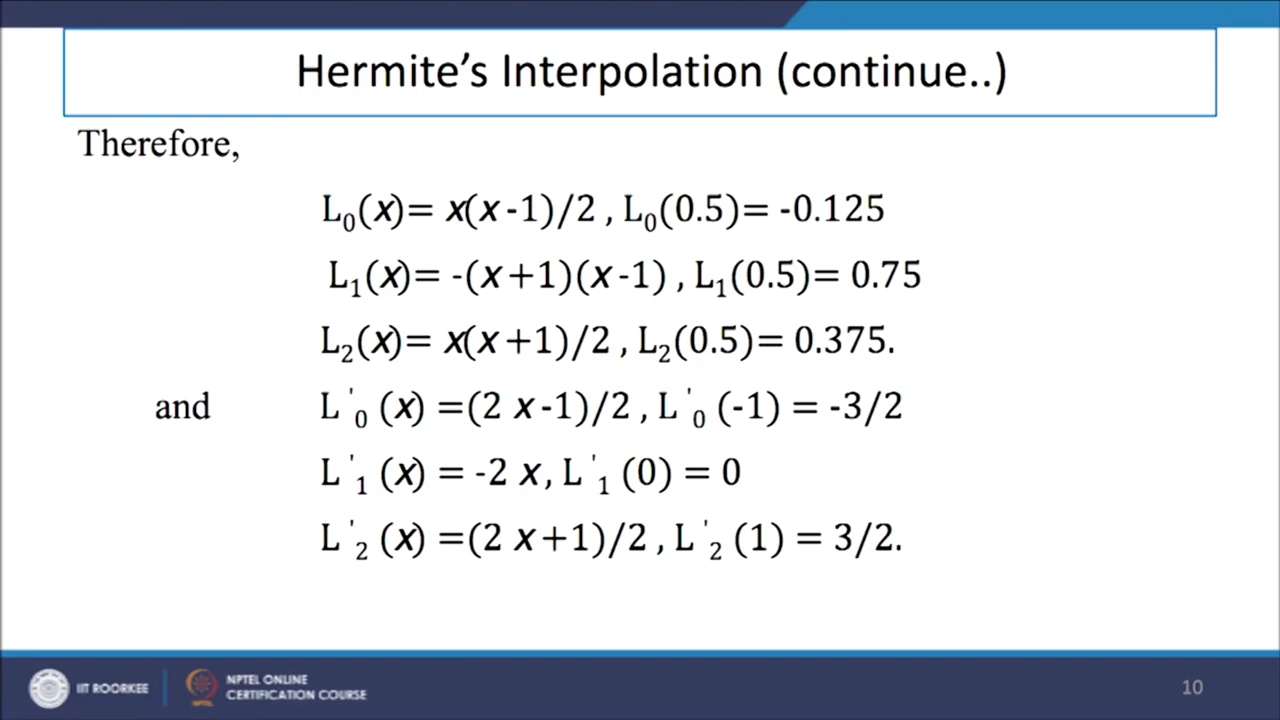 Hermite's Interpolation (continue..)
Therefore,
L₀(x)= x(x-1)/2 , L₀(0.5)= -0.125
L₁(x)= -(x+1)(x-1) , L₁(0.5)= 0.75
L₂(x)= x(x+1)/2 , L₂(0.5)= 0.375.
and L'₀ (x) =(2 x-1)/2 , L'₀ (-1) = -3/2
L'₁ (x) = -2 x, L'₁ (0) = 0
L'₂ (x) =(2 x+1)/2 , L'₂ (1) = 3/2.
IIT ROORKEE
NPTEL ONLINE
CERTIFICATION COURSE
10